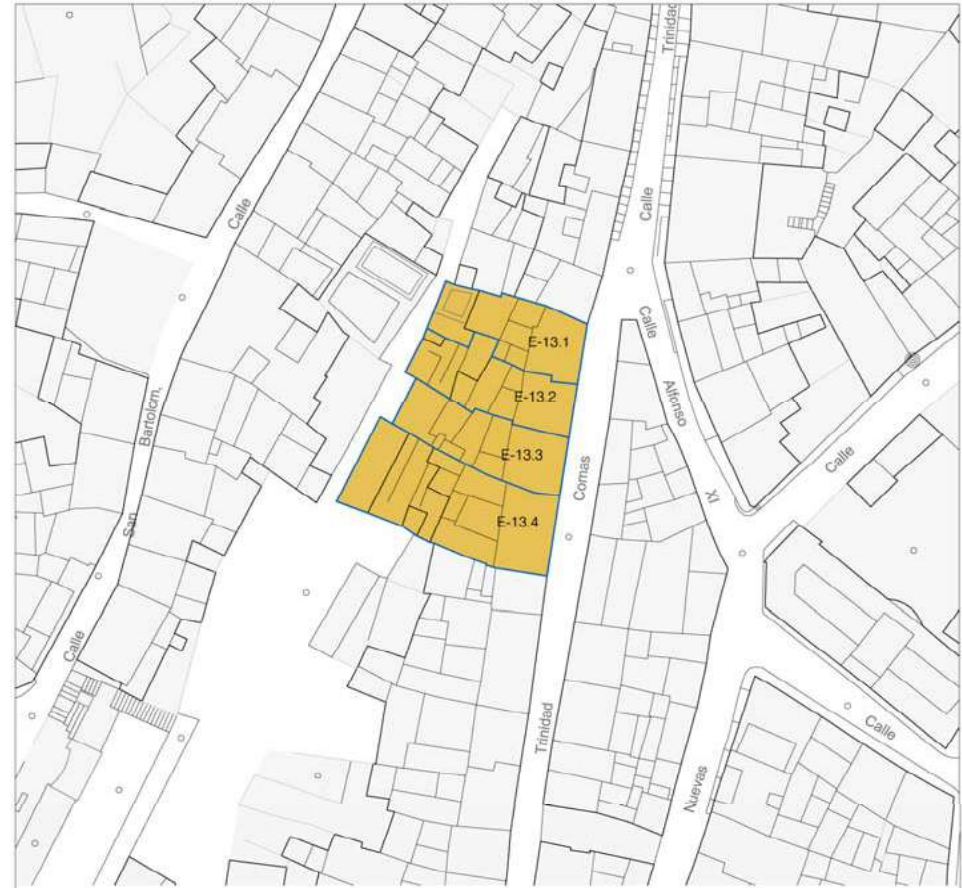 Trinidad
Calle
Calle
Calle
E-13.1
E-13.2
Alfonso
Bartolom,
E-13.3
Calle
Comas
XI
San
E-13.4
Calle
Trinidad
Calle
Nuevas